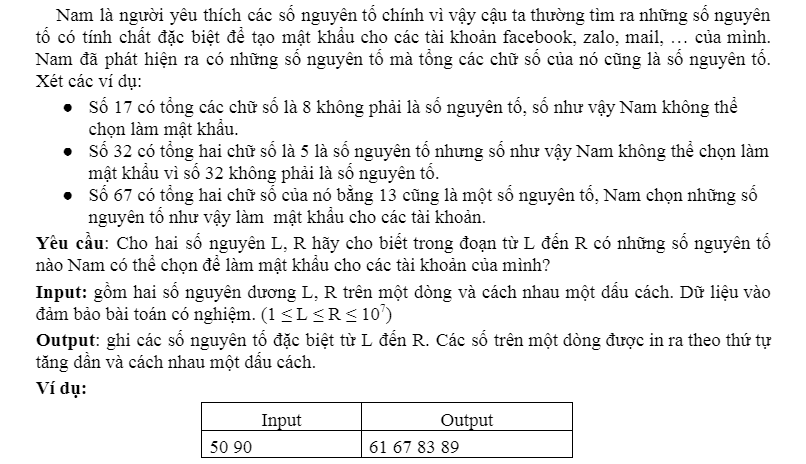 Nam là người yêu thích các số nguyên tố chính vì vậy cậu ta thường tìm ra những số nguyên
tố có tính chất đặc biệt để tạo mật khẩu cho các tài khoản facebook, zalo, mail, … của mình.
Nam đã phát hiện ra có những số nguyên tố mà tổng các chữ số của nó cũng là số nguyên tố.
Xét các ví dụ:
● Số 17 có tổng các chữ số là 8 không phải là số nguyên tố, số như vậy Nam không thể
chọn làm mật khẩu.
● Số 32 có tổng hai chữ số là 5 là số nguyên tố nhưng số như vậy Nam không thể chọn làm
mật khẩu vì số 32 không phải là số nguyên tố.
● Số 67 có tổng hai chữ số của nó bằng 13 cũng là một số nguyên tố, Nam chọn những số
nguyên tố như vậy làm mật khẩu cho các tài khoản.
Yêu cầu: Cho hai số nguyên L, R hãy cho biết trong đoạn từ L đến R có những số nguyên tố
nào Nam có thể chọn để làm mật khẩu cho các tài khoản của mình?
Input: gồm hai số nguyên dương L, R trên một dòng và cách nhau một dấu cách. Dữ liệu vào
đảm bảo bài toán có nghiệm. (1 ≤ L ≤ R ≤ 10⁷)
Output: ghi các số nguyên tố đặc biệt từ L đến R. Các số trên một dòng được in ra theo thứ tự
tăng dần và cách nhau một dấu cách.
Ví dụ:
Input Output
50 90 61 67 83 89